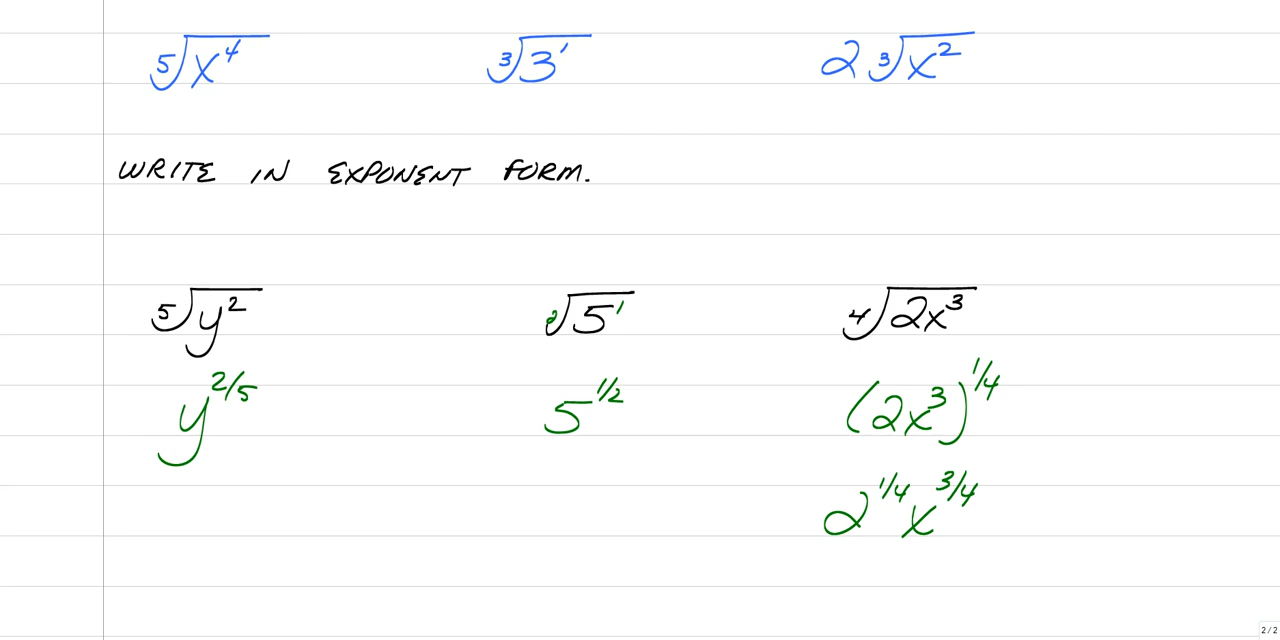 ⁵√x⁴ ³√3¹ 2 ³√x²
WRITE IN EXPONENT FORM.
⁵√y² ²√5¹ ⁴√2x³
y^2/5 5^1/2 (2x³)^1/4
2^1/4 x^3/4
2 / 2